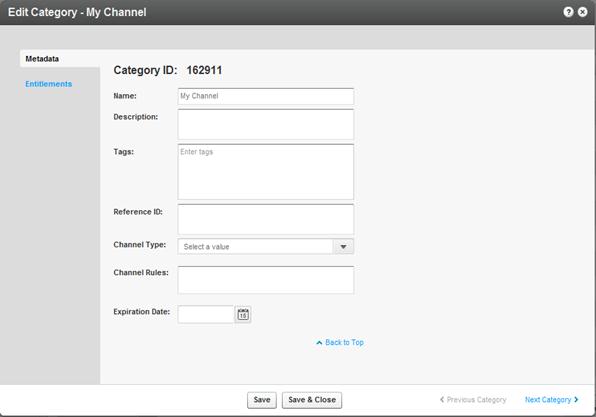 Edit Category - My Channel
Metadata
Entitlements
Category ID: 162911
Name: My Channel
Description:
Tags: Enter tags
Reference ID:
Channel Type: Select a value
Channel Rules:
Expiration Date: 15
Back to Top
Save Save & Close Previous Category Next Category